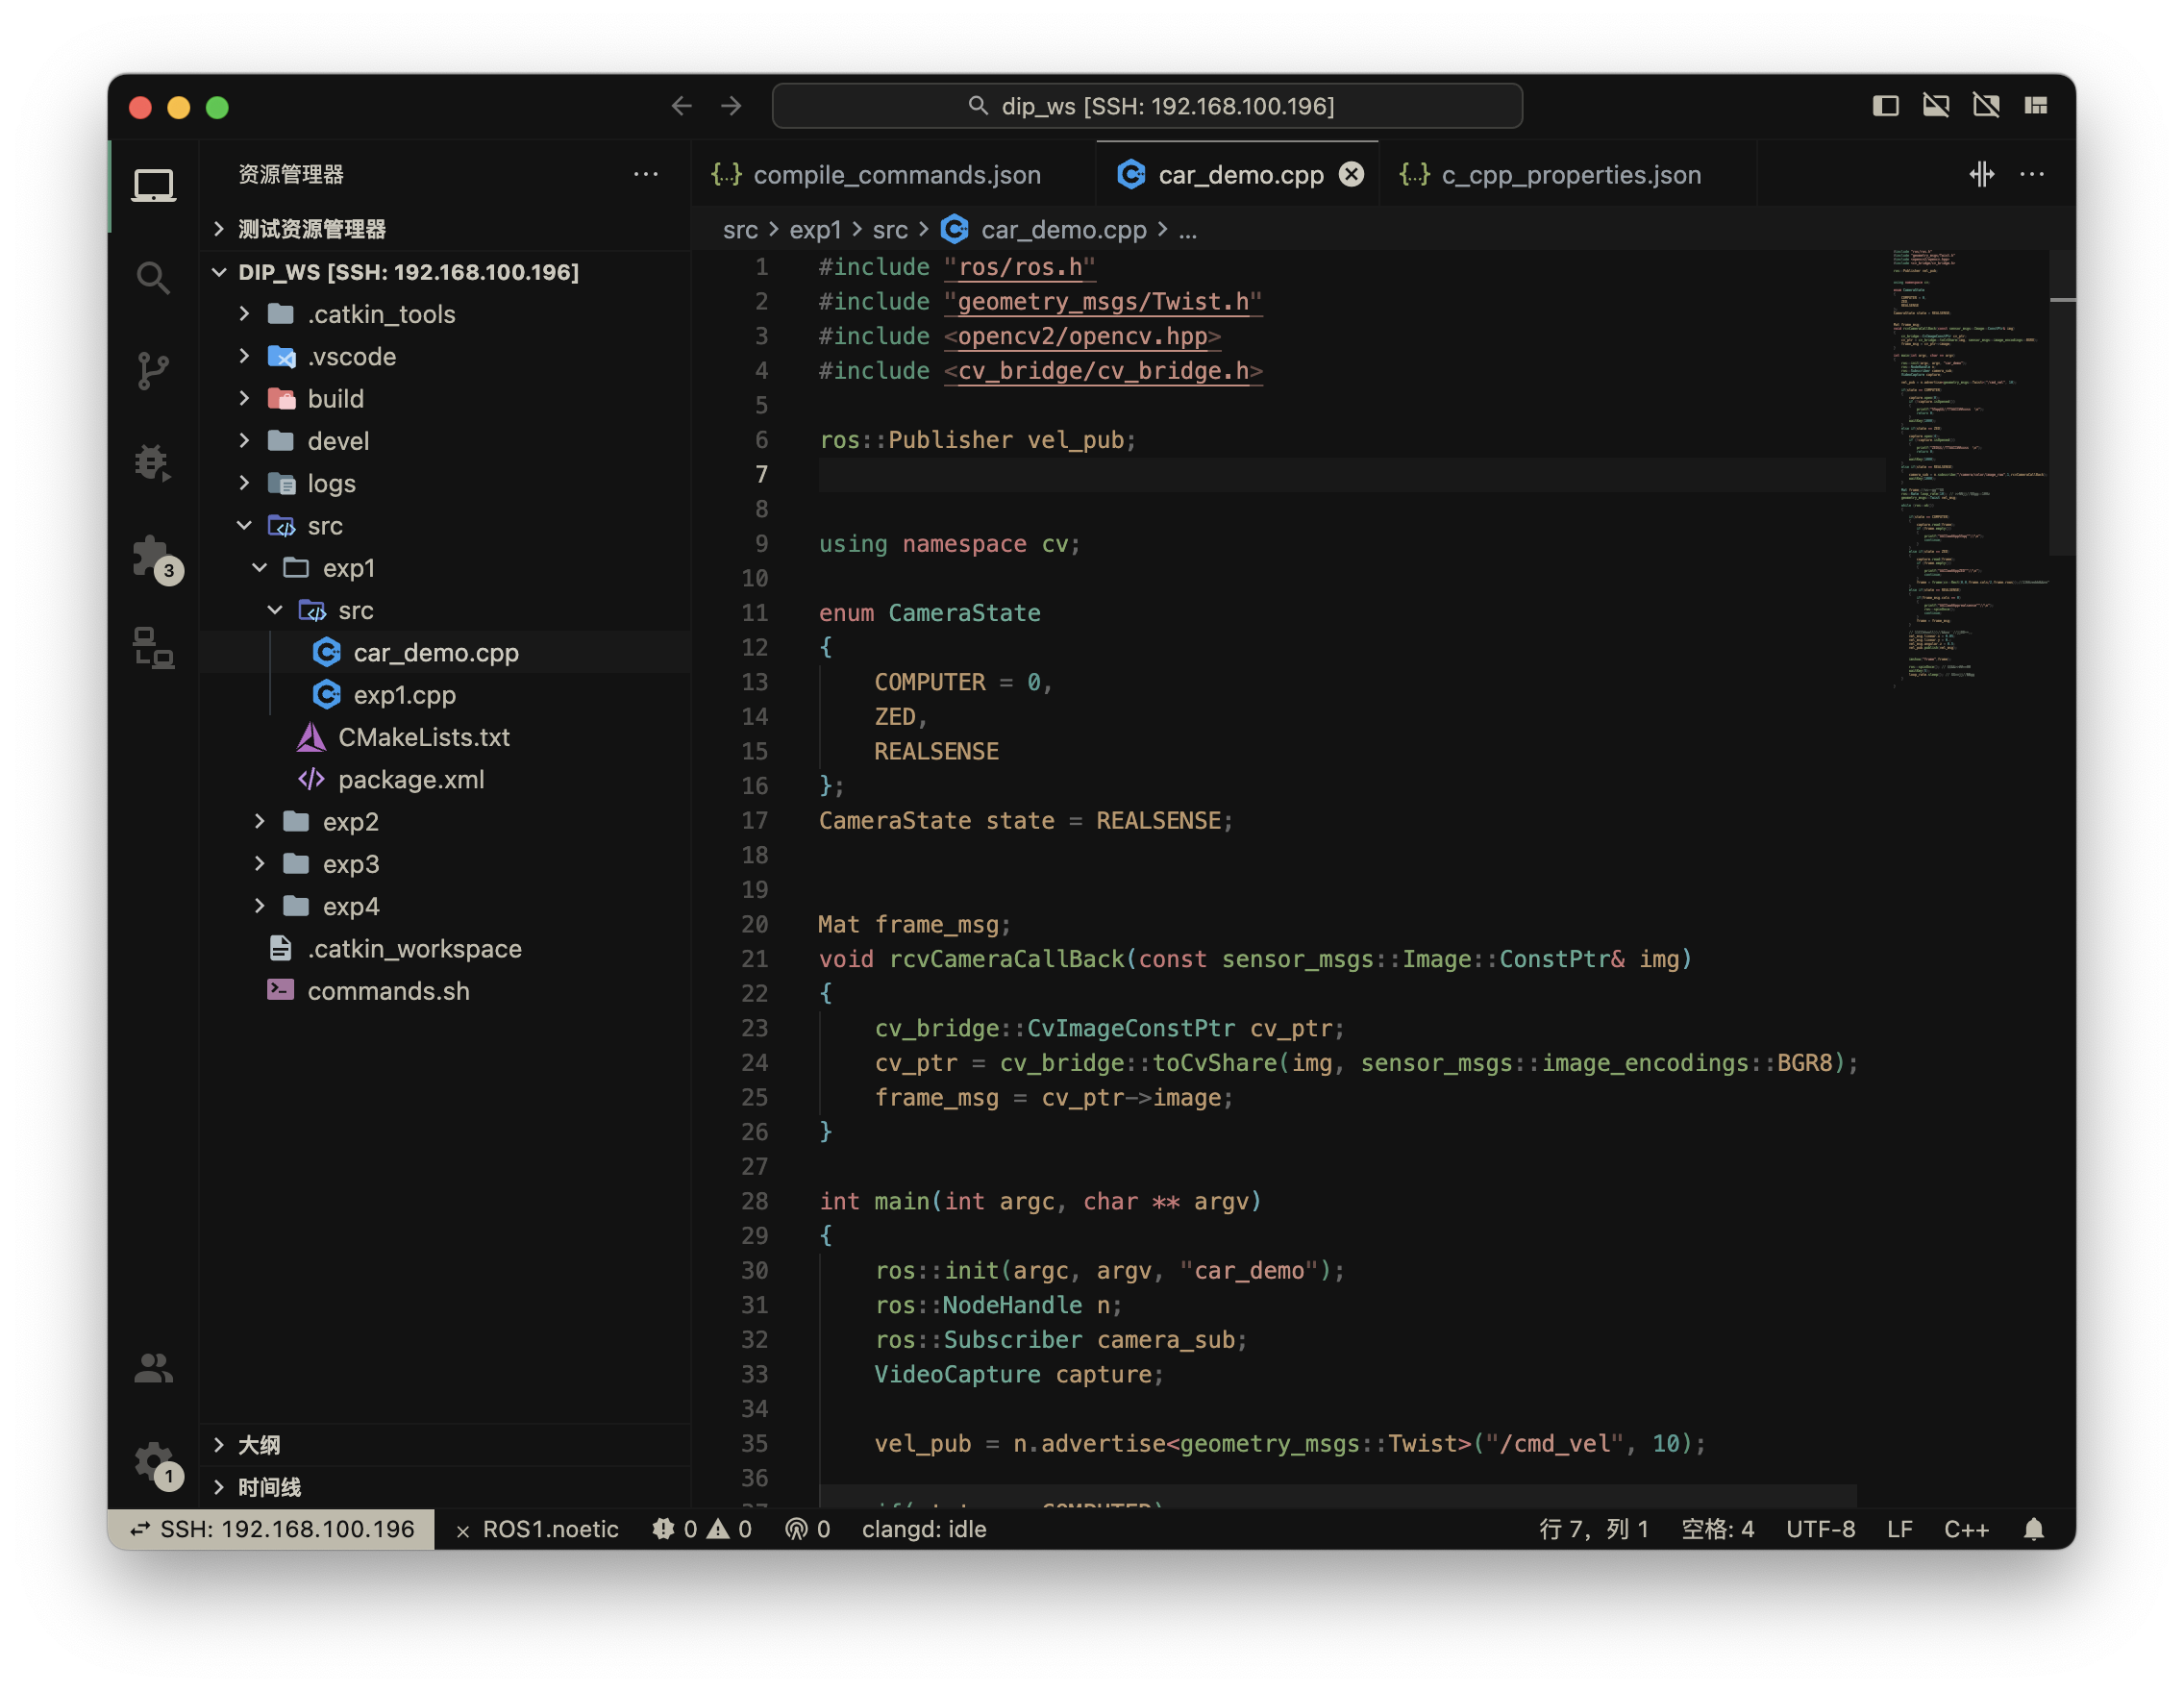 dip_ws [SSH: 192.168.100.196]
资源管理器
测试资源管理器
DIP_WS [SSH: 192.168.100.196]
.catkin_tools
.vscode
build
devel
logs
src
exp1
src
car_demo.cpp
exp1.cpp
CMakeLists.txt
package.xml
exp2
exp3
exp4
.catkin_workspace
commands.sh
大纲
时间线
3
1
compile_commands.json
car_demo.cpp
c_cpp_properties.json
src > exp1 > src > car_demo.cpp > ...
1 #include "ros/ros.h"
2 #include "geometry_msgs/Twist.h"
3 #include <opencv2/opencv.hpp>
4 #include <cv_bridge/cv_bridge.h>
5
6 ros::Publisher vel_pub;
7
8
9 using namespace cv;
10
11 enum CameraState
12 {
13     COMPUTER = 0,
14     ZED,
15     REALSENSE
16 };
17 CameraState state = REALSENSE;
18
19
20 Mat frame_msg;
21 void rcvCameraCallBack(const sensor_msgs::Image::ConstPtr& img)
22 {
23     cv_bridge::CvImageConstPtr cv_ptr;
24     cv_ptr = cv_bridge::toCvShare(img, sensor_msgs::image_encodings::BGR8);
25     frame_msg = cv_ptr->image;
26 }
27
28 int main(int argc, char ** argv)
29 {
30     ros::init(argc, argv, "car_demo");
31     ros::NodeHandle n;
32     ros::Subscriber camera_sub;
33     VideoCapture capture;
34
35     vel_pub = n.advertise<geometry_msgs::Twist>("/cmd_vel", 10);
36
SSH: 192.168.100.196
ROS1.noetic
0
0
0
clangd: idle
行 7，列 1
空格: 4
UTF-8
LF
C++